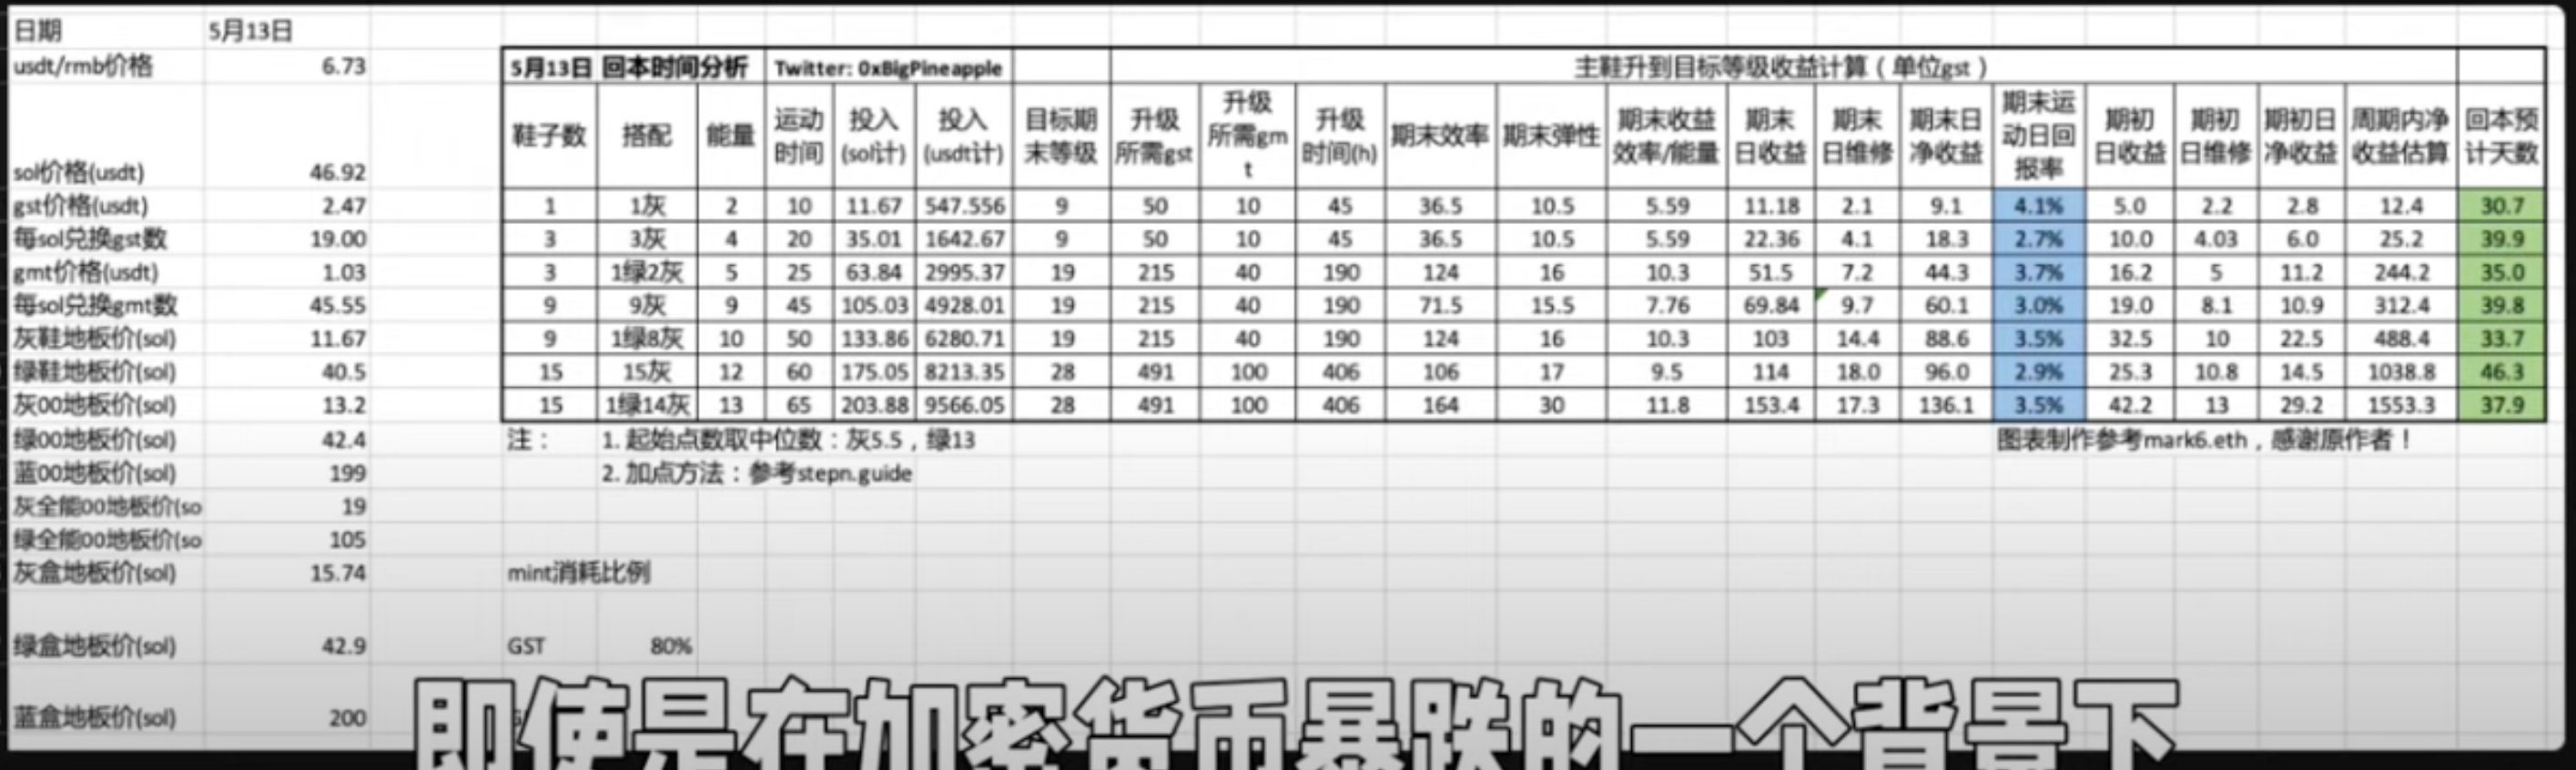 日期 5月13日
usdt/rmb价格 6.73
sol价格(usdt) 46.92
gst价格(usdt) 2.47
每sol兑换gst数 19.00
gmt价格(usdt) 1.03
每sol兑换gmt数 45.55
灰鞋地板价(sol) 11.67
绿鞋地板价(sol) 40.5
灰00地板价(sol) 13.2
绿00地板价(sol) 42.4
蓝00地板价(sol) 199
灰全能00地板价(so 19
绿全能00地板价(so 105
灰盒地板价(sol) 15.74
绿盒地板价(sol) 42.9
蓝盒地板价(sol) 200
5月13日 回本时间分析 Twitter: 0xBigPineapple 主鞋升到目标等级收益计算（单位gst）
鞋子数 搭配 能量 运动时间 投入(sol计) 投入(usdt计) 目标期末等级 升级所需gst 升级所需gmt 升级时间(h) 期末效率 期末弹性 期末收益效率/能量 期末日收益 期末日维修 期末日净收益 期末运动日回报率 期初日收益 期初日维修 期初日净收益 周期内净收益估算 回本预计天数
1 1灰 2 10 11.67 547.556 9 50 10 45 36.5 10.5 5.59 11.18 2.1 9.1 4.1% 5.0 2.2 2.8 12.4 30.7
3 3灰 4 20 35.01 1642.67 9 50 10 45 36.5 10.5 5.59 22.36 4.1 18.3 2.7% 10.0 4.03 6.0 25.2 39.9
3 1绿2灰 5 25 63.84 2995.37 19 215 40 190 124 16 10.3 51.5 7.2 44.3 3.7% 16.2 5 11.2 244.2 35.0
9 9灰 9 45 105.03 4928.01 19 215 40 190 71.5 15.5 7.76 69.84 9.7 60.1 3.0% 19.0 8.1 10.9 312.4 39.8
9 1绿8灰 10 50 133.86 6280.71 19 215 40 190 124 16 10.3 103 14.4 88.6 3.5% 32.5 10 22.5 488.4 33.7
15 15灰 12 60 175.05 8213.35 28 491 100 406 106 17 9.5 114 18.0 96.0 2.9% 25.3 10.8 14.5 1038.8 46.3
15 1绿14灰 13 65 203.88 9566.05 28 491 100 406 164 30 11.8 153.4 17.3 136.1 3.5% 42.2 13 29.2 1553.3 37.9
注： 1. 起始点数取中位数：灰5.5，绿13 图表制作参考mark6.eth，感谢原作者！
2. 加点方法：参考stepn.guide
mint消耗比例
GST 80%
即使是在加密货币暴跌的一个背景下